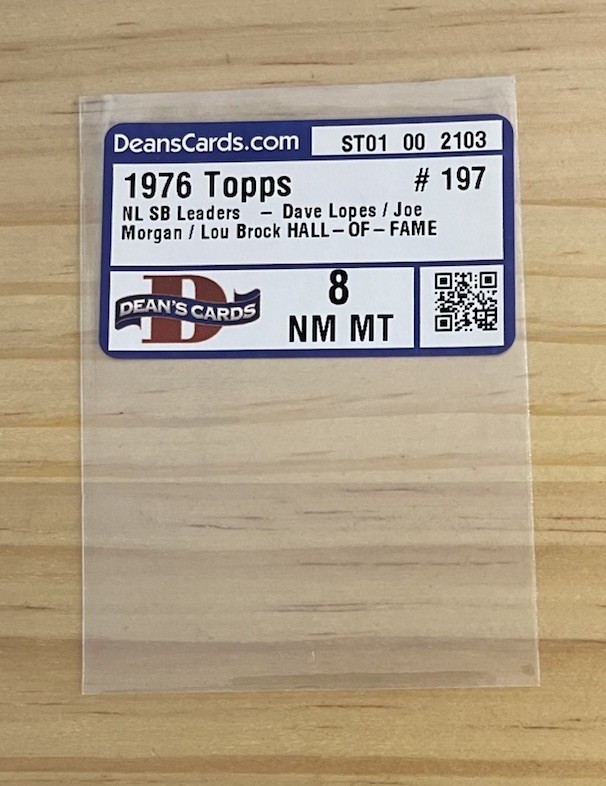 DeansCards.com
ST01 00 2103
1976 Topps
# 197
NL SB Leaders – Dave Lopes / Joe
Morgan / Lou Brock HALL–OF–FAME
D
DEAN'S CARDS
8
NM MT